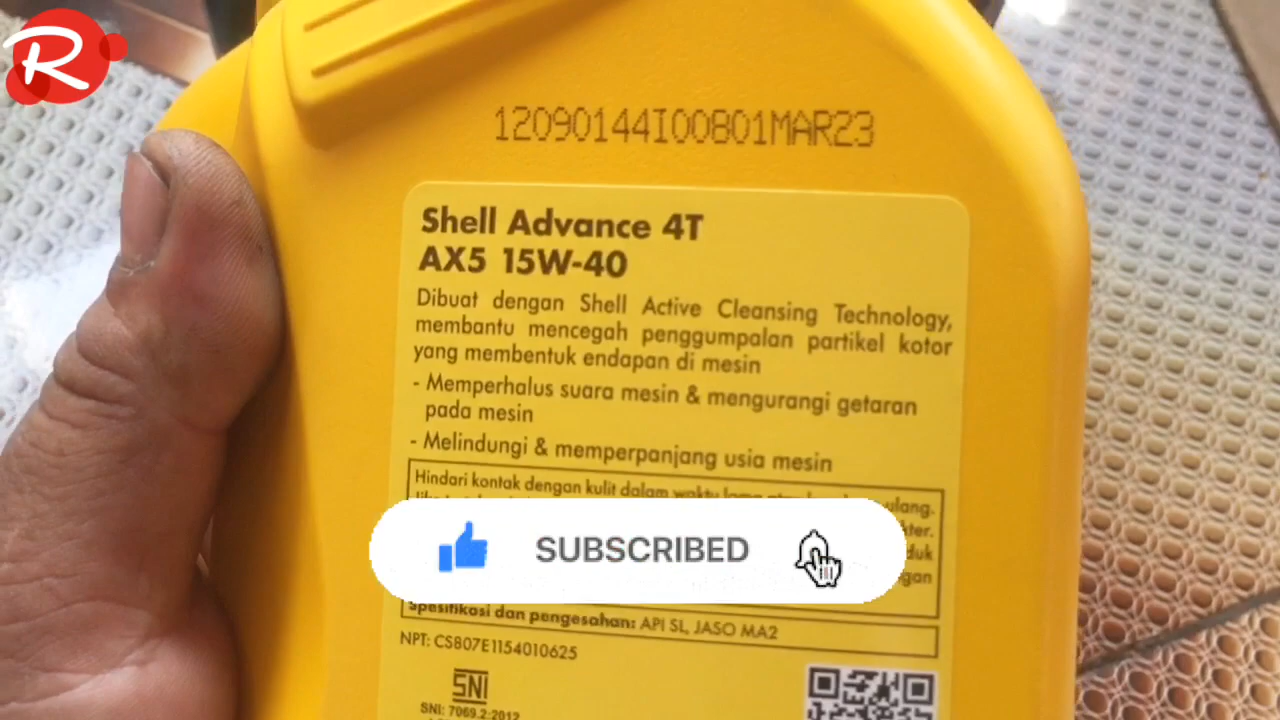 R
12090144I00801MAR23
Shell Advance 4T
AX5 15W-40
Dibuat dengan Shell Active Cleansing Technology,
membantu mencegah penggumpalan partikel kotor
yang membentuk endapan di mesin
- Memperhalus suara mesin & mengurangi getaran
pada mesin
- Melindungi & memperpanjang usia mesin
Hindari kontak dengan kulit dalam waktu lama ulang.
SUBSCRIBED
Spesifikasi dan pengesahan: API SL, JASO MA2
NPT: CS807E1154010625
SNI
SNI: 7069.2:2012